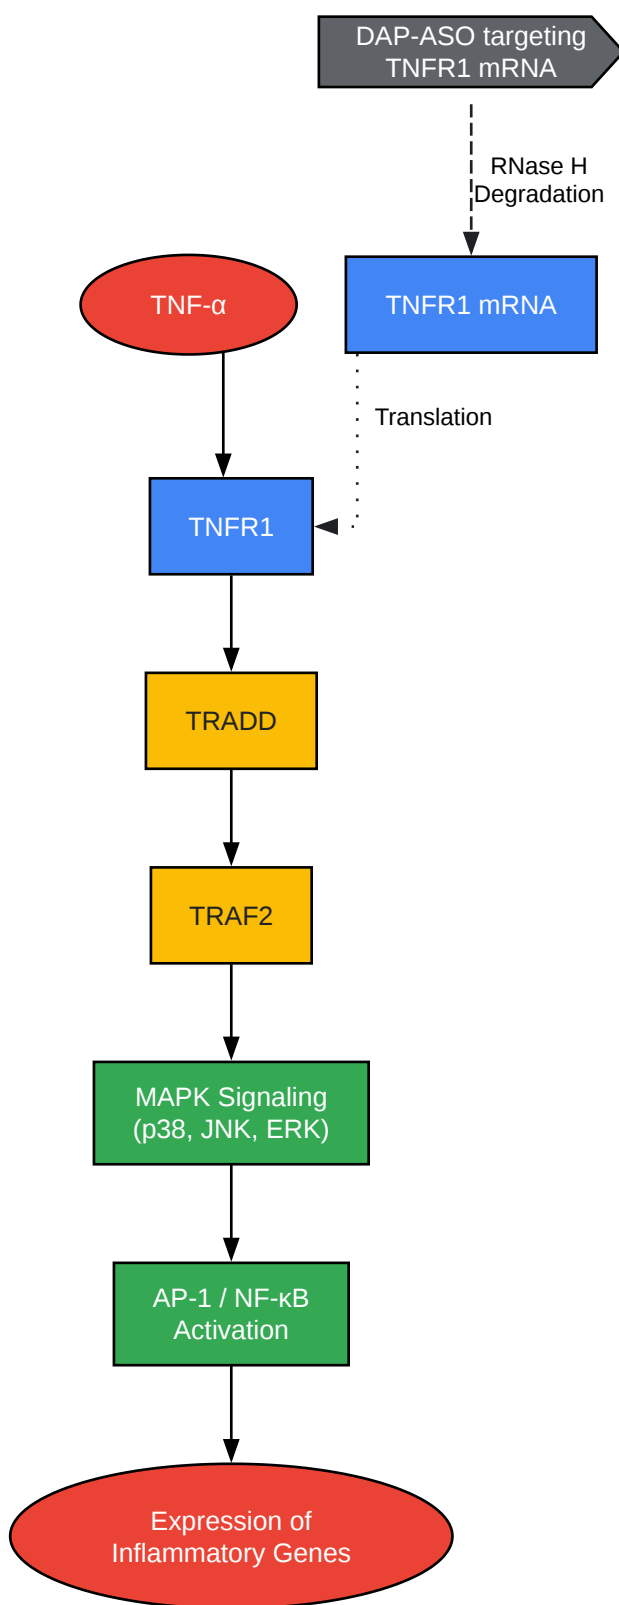 DAP-ASO targeting
TNFR1 mRNA
RNase H
Degradation
TNF-α
TNFR1 mRNA
Translation
TNFR1
TRADD
TRAF2
MAPK Signaling
(p38, JNK, ERK)
AP-1 / NF-κB
Activation
Expression of
Inflammatory Genes